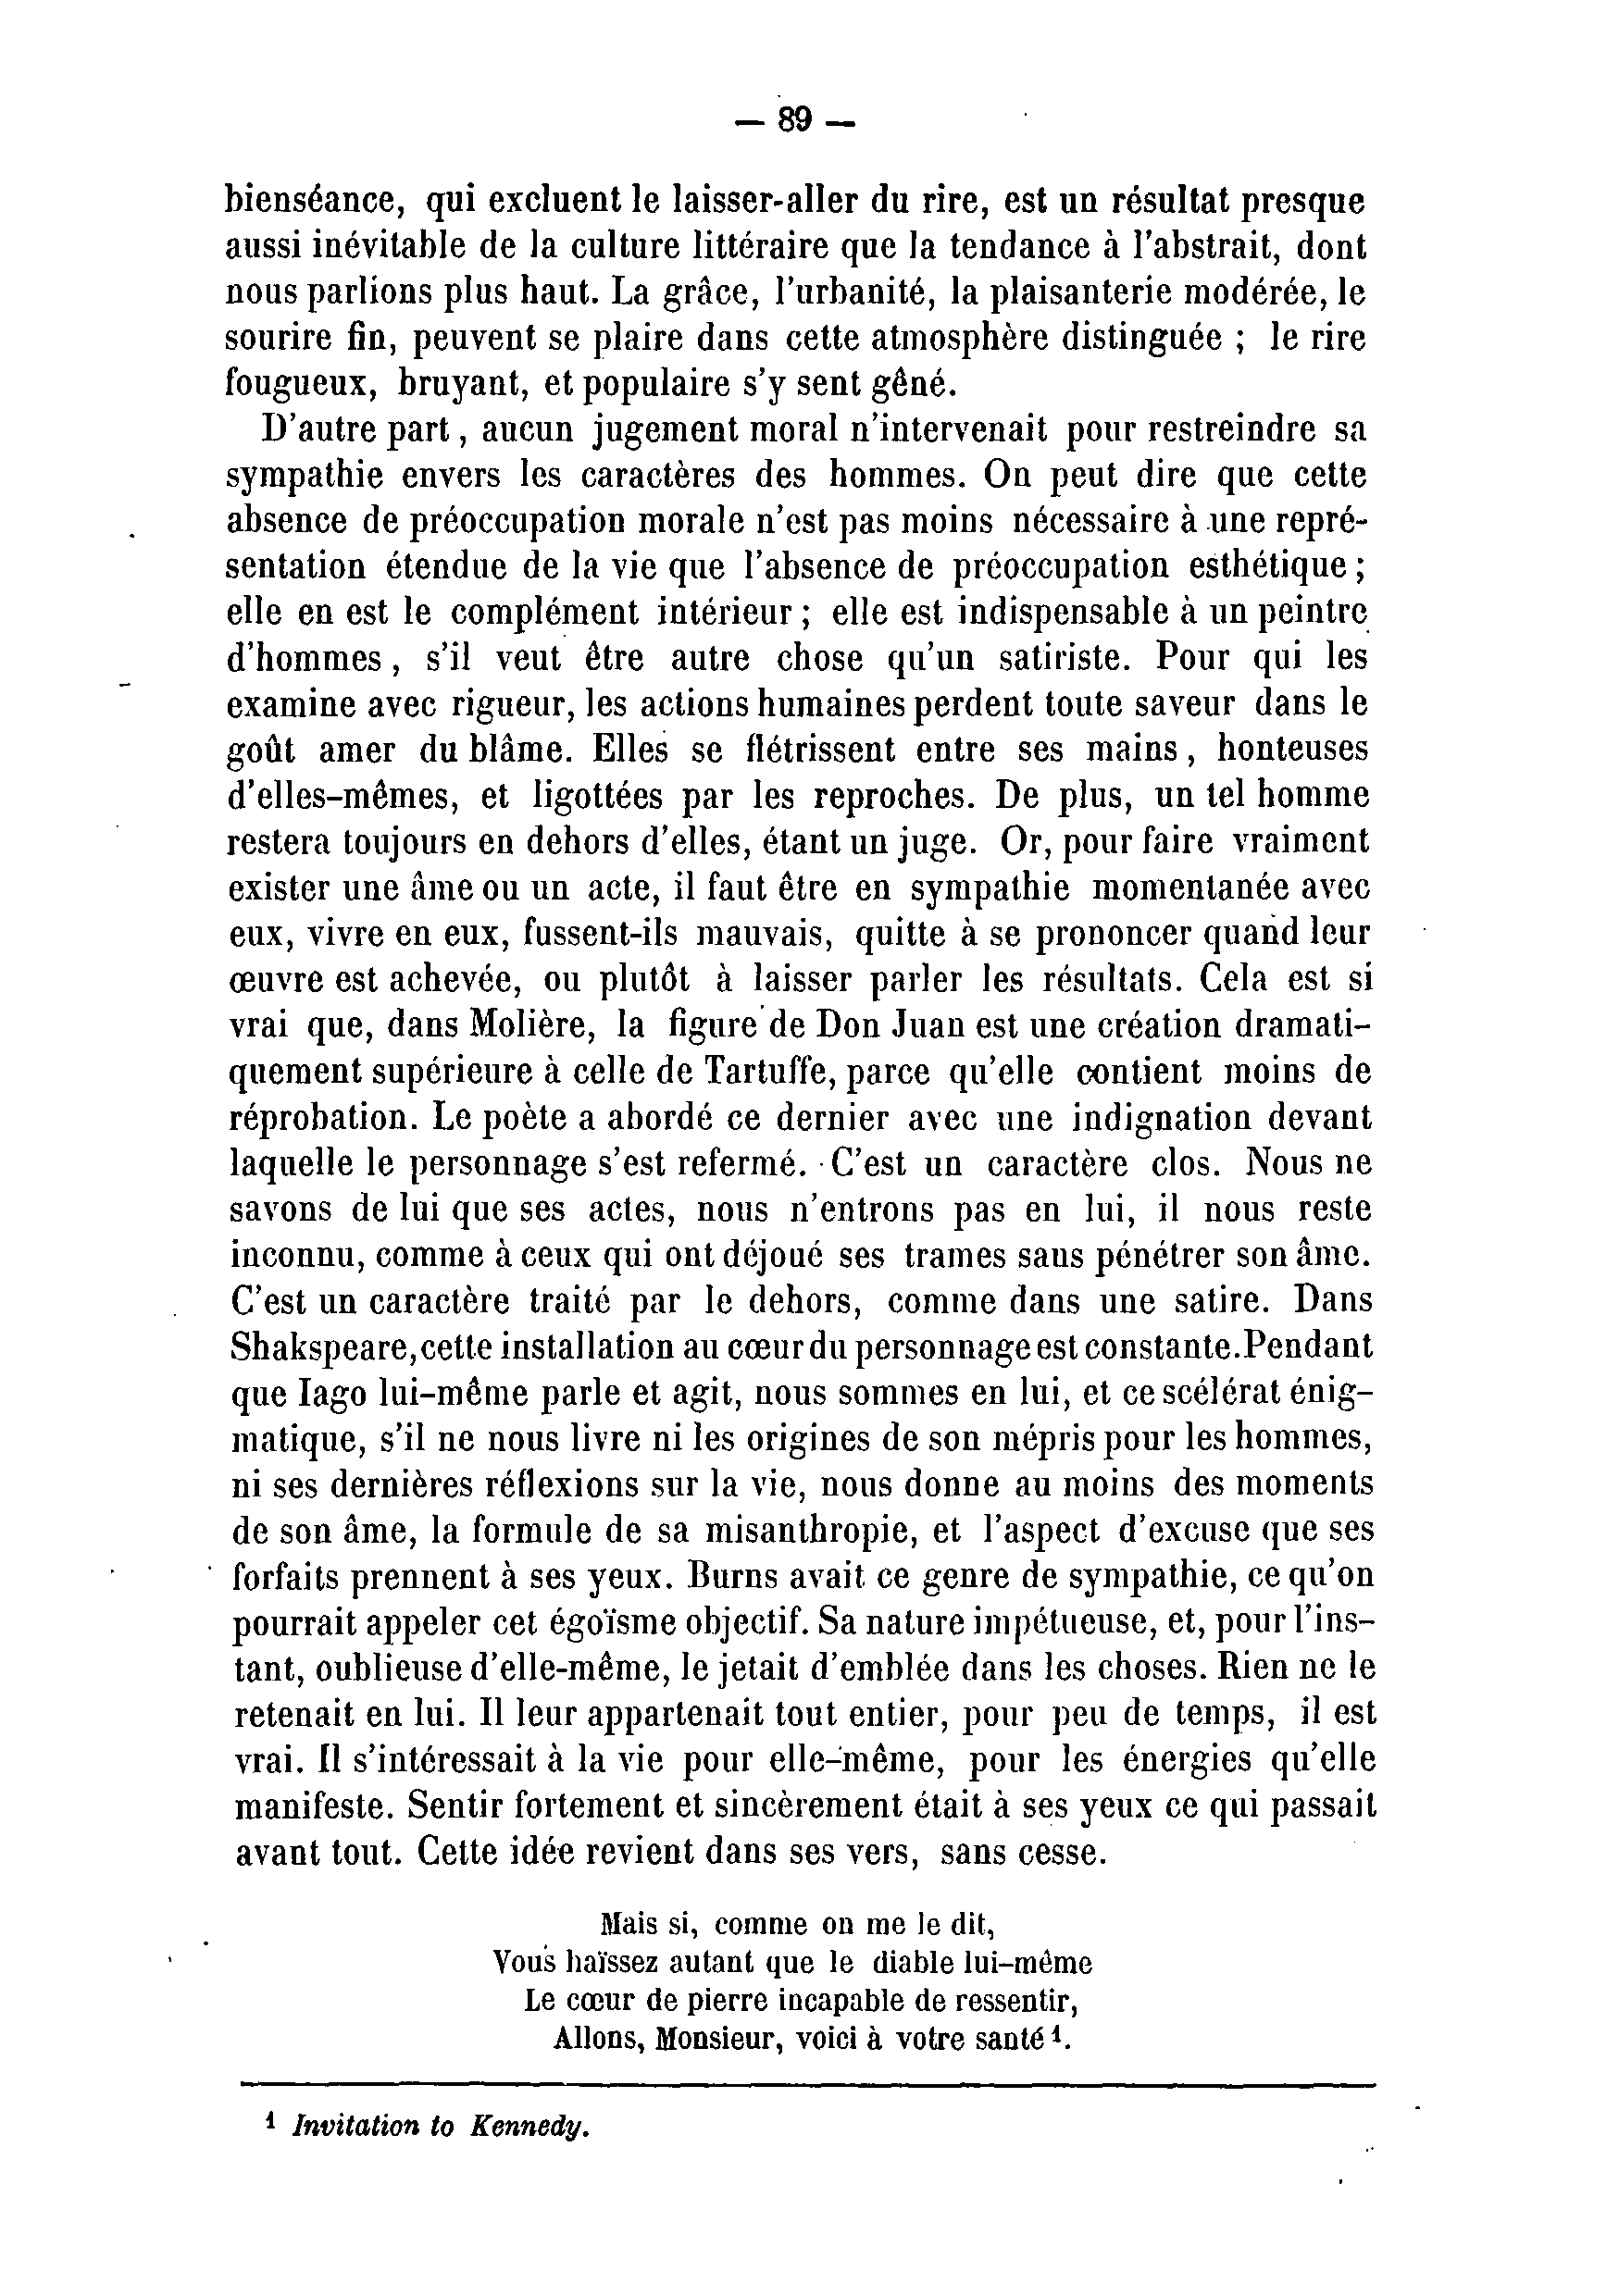 — 89 —
bienséance, qui excluent le laisser-aller du rire, est un résultat presque
aussi inévitable de la culture littéraire que la tendance à l'abstrait, dont
nous parlions plus haut. La grâce, l'urbanité, la plaisanterie modérée, le
sourire fin, peuvent se plaire dans cette atmosphère distinguée ; le rire
fougueux, bruyant, et populaire s'y sent gêné.
D'autre part, aucun jugement moral n'intervenait pour restreindre sa
sympathie envers les caractères des hommes. On peut dire que cette
absence de préoccupation morale n'est pas moins nécessaire à une repré-
sentation étendue de la vie que l'absence de préoccupation esthétique ;
elle en est le complément intérieur ; elle est indispensable à un peintre
d'hommes, s'il veut être autre chose qu'un satiriste. Pour qui les
examine avec rigueur, les actions humaines perdent toute saveur dans le
goût amer du blâme. Elles se flétrissent entre ses mains, honteuses
d'elles-mêmes, et ligottées par les reproches. De plus, un tel homme
restera toujours en dehors d'elles, étant un juge. Or, pour faire vraiment
exister une âme ou un acte, il faut être en sympathie momentanée avec
eux, vivre en eux, fussent-ils mauvais, quitte à se prononcer quand leur
œuvre est achevée, ou plutôt à laisser parler les résultats. Cela est si
vrai que, dans Molière, la figure de Don Juan est une création dramati-
quement supérieure à celle de Tartuffe, parce qu'elle contient moins de
réprobation. Le poète a abordé ce dernier avec une indignation devant
laquelle le personnage s'est refermé. C'est un caractère clos. Nous ne
savons de lui que ses actes, nous n'entrons pas en lui, il nous reste
inconnu, comme à ceux qui ont déjoué ses trames sans pénétrer son âme.
C'est un caractère traité par le dehors, comme dans une satire. Dans
Shakspeare, cette installation au cœur du personnage est constante. Pendant
que Iago lui-même parle et agit, nous sommes en lui, et ce scélérat énig-
matique, s'il ne nous livre ni les origines de son mépris pour les hommes,
ni ses dernières réflexions sur la vie, nous donne au moins des moments
de son âme, la formule de sa misanthropie, et l'aspect d'excuse que ses
forfaits prennent à ses yeux. Burns avait ce genre de sympathie, ce qu'on
pourrait appeler cet égoïsme objectif. Sa nature impétueuse, et, pour l'ins-
tant, oublieuse d'elle-même, le jetait d'emblée dans les choses. Rien ne le
retenait en lui. Il leur appartenait tout entier, pour peu de temps, il est
vrai. Il s'intéressait à la vie pour elle-même, pour les énergies qu'elle
manifeste. Sentir fortement et sincèrement était à ses yeux ce qui passait
avant tout. Cette idée revient dans ses vers, sans cesse.
Mais si, comme on me le dit,
Vous haïssez autant que le diable lui-même
Le cœur de pierre incapable de ressentir,
Allons, Monsieur, voici à votre santé ¹.
¹ Invitation to Kennedy.